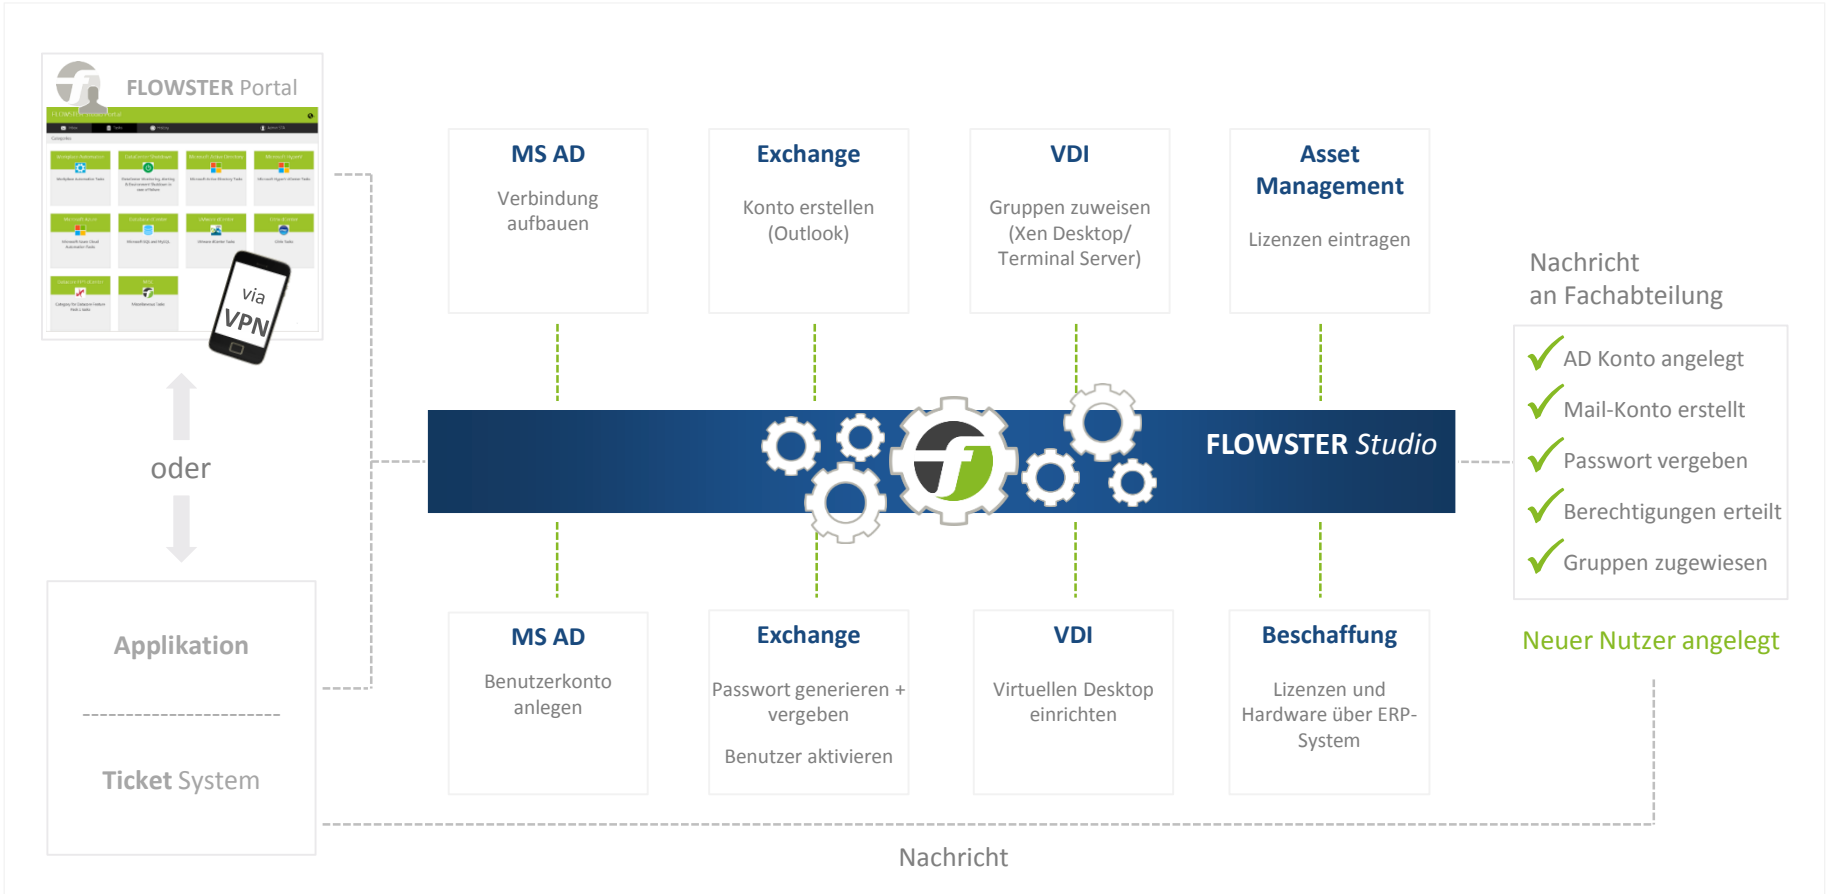 FLOWSTER Portal
Categories
via
VPN
oder
Applikation
Ticket System
MS AD
Verbindung
aufbauen
Exchange
Konto erstellen
(Outlook)
VDI
Gruppen zuweisen
(Xen Desktop/
Terminal Server)
Asset
Management
Lizenzen eintragen
FLOWSTER Studio
MS AD
Benutzerkonto
anlegen
Exchange
Passwort generieren +
vergeben
Benutzer aktivieren
VDI
Virtuellen Desktop
einrichten
Beschaffung
Lizenzen und
Hardware über ERP-
System
Nachricht
an Fachabteilung
AD Konto angelegt
Mail-Konto erstellt
Passwort vergeben
Berechtigungen erteilt
Gruppen zugewiesen
Neuer Nutzer angelegt
Nachricht